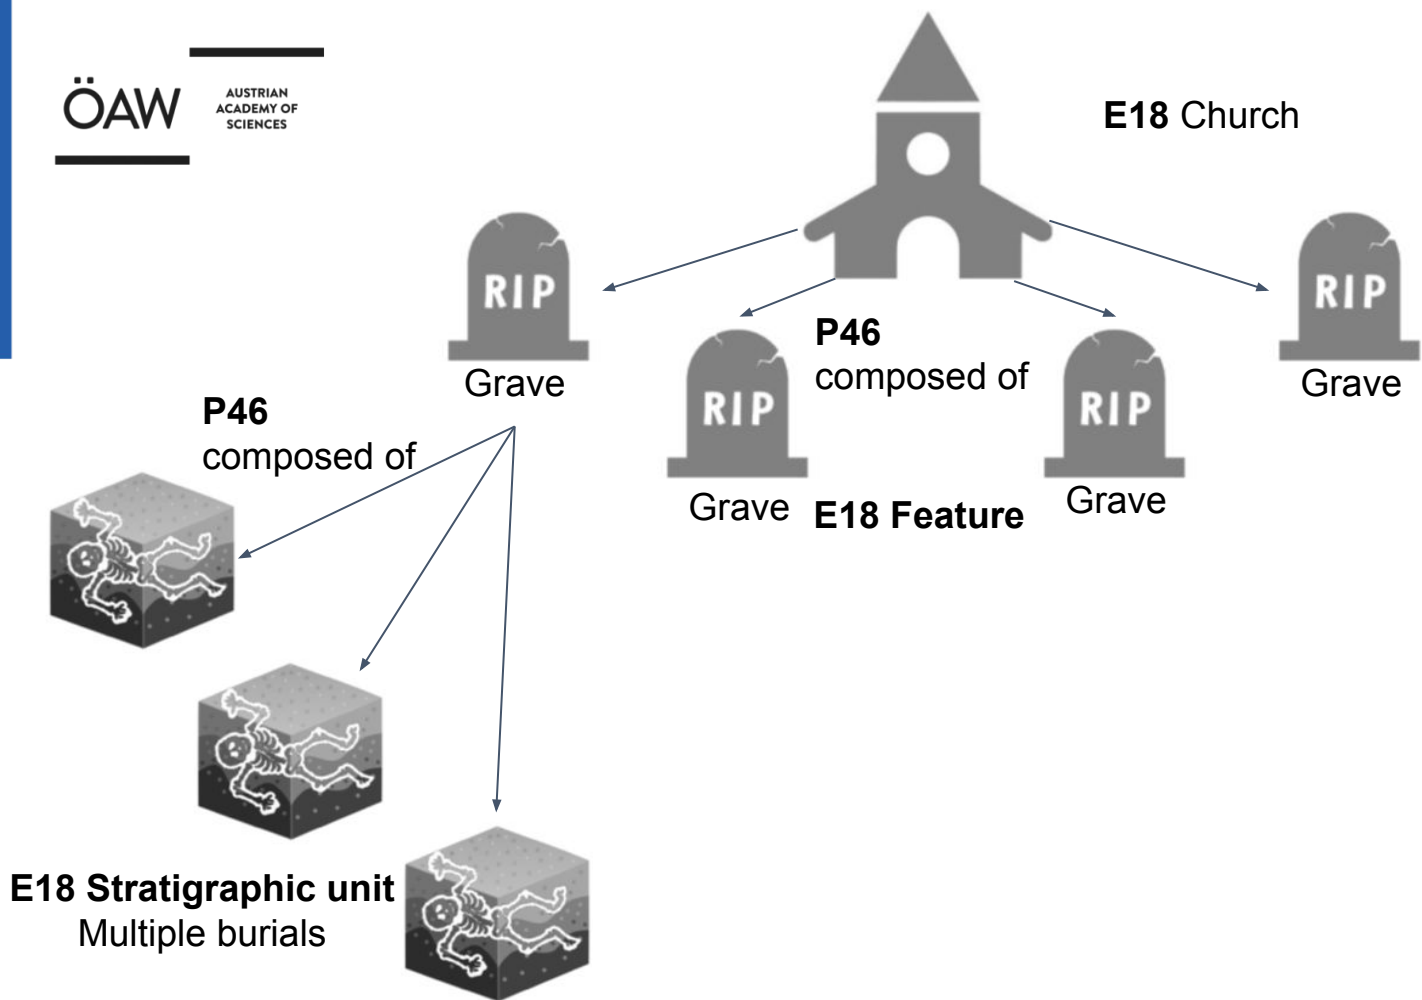 ÖAW
AUSTRIAN
ACADEMY OF
SCIENCES
E18 Church
RIP
RIP
RIP
RIP
Grave
P46
composed of
Grave
P46
composed of
Grave
E18 Feature
Grave
E18 Stratigraphic unit
Multiple burials